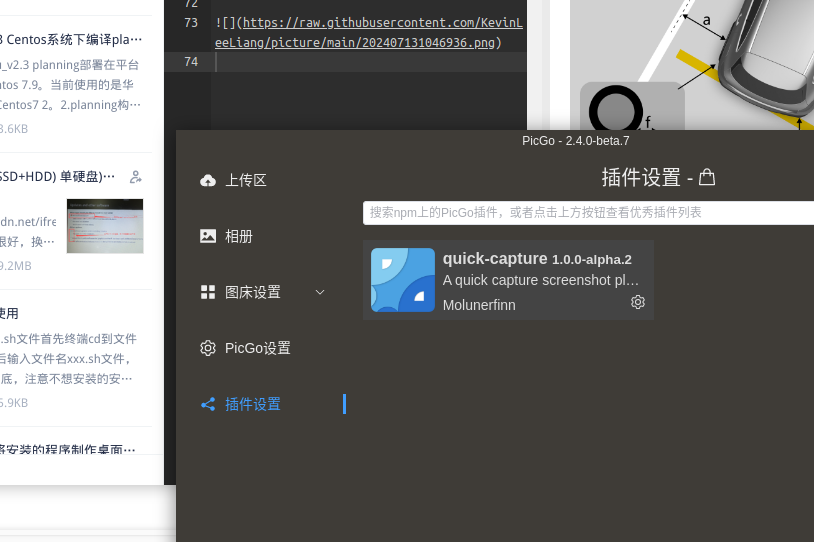 72
73 ![](https://raw.githubusercontent.com/KevinL
eeLiang/picture/main/202407131046936.png)
74
Centos系统下编译pla…
_v2.3 planning部署在平台
ntos 7.9。当前使用的是华
Centos7 2。2.planning构…
3.6KB
SSD+HDD) 单硬盘)…
dn.net/ifre
很好，换…
9.2MB
使用
.sh文件首先终端cd到文件
后输入文件名xxx.sh文件，
底，注意不想安装的安…
5.9KB
将安装的程序制作桌面…
a
f
PicGo - 2.4.0-beta.7
上传区
相册
图床设置
PicGo设置
插件设置
插件设置 -
搜索npm上的PicGo插件，或者点击上方按钮查看优秀插件列表
quick-capture 1.0.0-alpha.2
A quick capture screenshot pl…
Molunerfinn